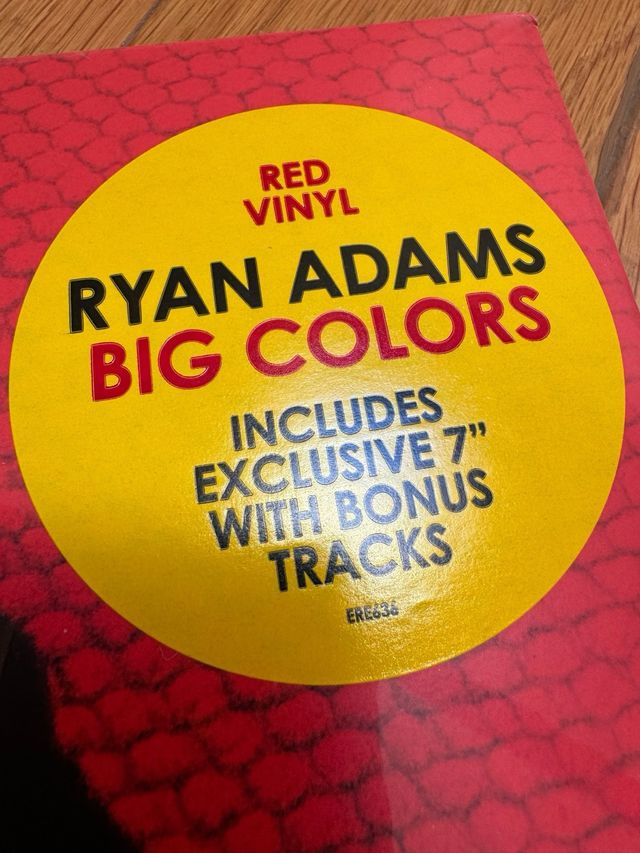 RED
VINYL
RYAN ADAMS
BIG COLORS
INCLUDES
EXCLUSIVE 7”
WITH BONUS
TRACKS
ERE636